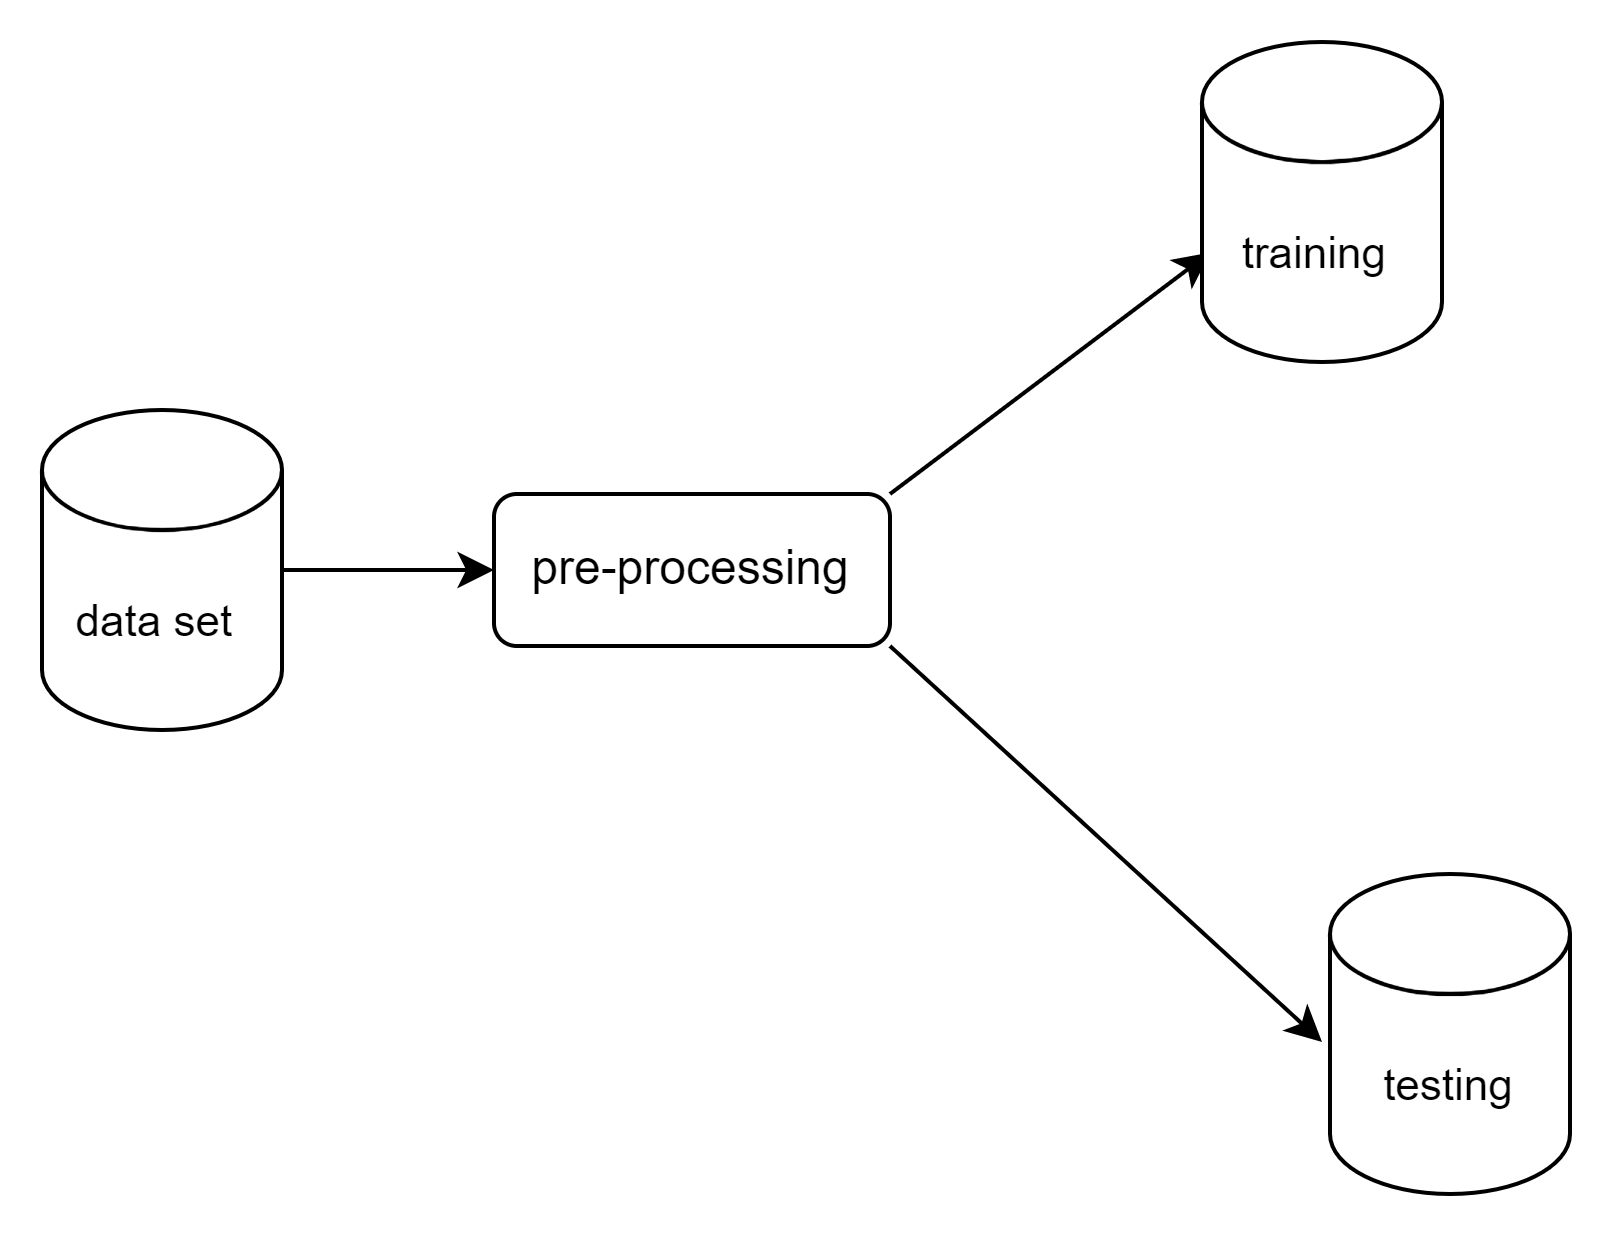 training
data set
pre-processing
testing